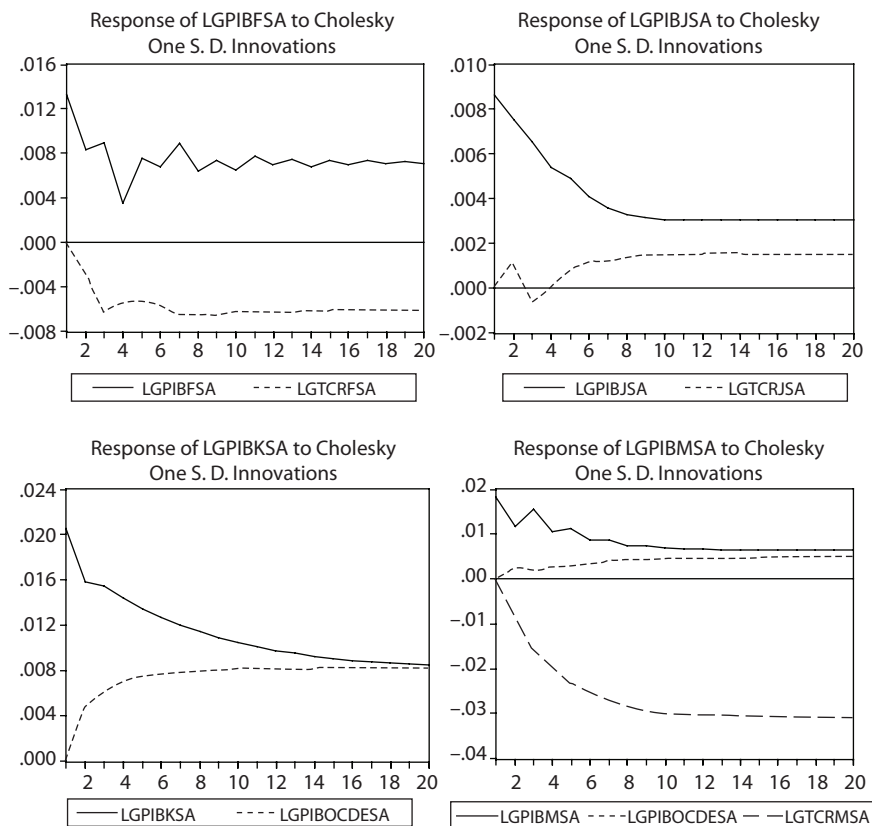 Response of LGPIBFSA to Cholesky
One S. D. Innovations
.016
.012
.008
.004
.000
–.004
–.008
2 4 6 8 10 12 14 16 18 20
LGPIBFSA LGTCRFSA
Response of LGPIBJSA to Cholesky
One S. D. Innovations
.010
.008
.006
.004
.002
.000
–.002
2 4 6 8 10 12 14 16 18 20
LGPIBJSA LGTCRJSA
Response of LGPIBKSA to Cholesky
One S. D. Innovations
.024
.020
.016
.012
.008
.004
.000
2 4 6 8 10 12 14 16 18 20
LGPIBKSA LGPIBOCDESA
Response of LGPIBMSA to Cholesky
One S. D. Innovations
.02
.01
.00
–.01
–.02
–.03
–.04
2 4 6 8 10 12 14 16 18 20
LGPIBMSA LGPIBOCDESA LGTCRMSA